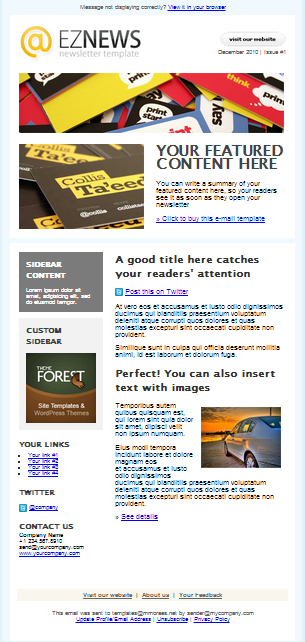 Message not displaying correctly? View it in your browser
@ EZNEWS
newsletter template
visit our website
December 2010 | Issue #1
think.
print
start
think.
print
Collis
Ta'eed
YOUR FEATURED
CONTENT HERE
You can write a summary of your
featured content here, so your readers
see it as soon as they open your
newsletter
» Click to buy this e-mail template
SIDEBAR
CONTENT
Lorem ipsum dolor sit
amet, adipiscing elit, sed
do eiusmod tempor.
CUSTOM
SIDEBAR
THEME
FOREST
Site Templates &
WordPress Themes
YOUR LINKS
Your link #1
Your link #2
Your link #3
Your link #4
TWITTER
@company
CONTACT US
Company Name
+1 234.567.8910
send@yourcompany.com
www.yourcompany.com
A good title here catches
your readers' attention
Post this on Twitter
At vero eos et accusamus et iusto odio dignissimos
ducimus qui blanditiis praesentium voluptatum
deleniti atque corrupti quos dolores et quas
molestias excepturi sint occaecati cupiditate non
provident.
Similique sunt in culpa qui officia deserunt mollitia
animi, id est laborum et dolorum fuga.
Perfect! You can also insert
text with images
Temporibus autem
quibus quisquam est,
qui lorem sint quia dolor
sit amet, adipisci velit
non ipsum numquam.
Eius modi tempora
incidunt labore et dolore
magnam eos
et accusamus et iusto
odio dignissimos
ducimus qui blanditiis praesentium voluptatum
deleniti atque corrupti quos dolores et quas
molestias excepturi sint occaecati cupiditate non
provident.
» See details
Visit our website | About us | Your Feedback
This email was sent to templates@mmorees.net by sender@mycompany.com
Update Profile/Email Address | Unsubscribe | Privacy Policy